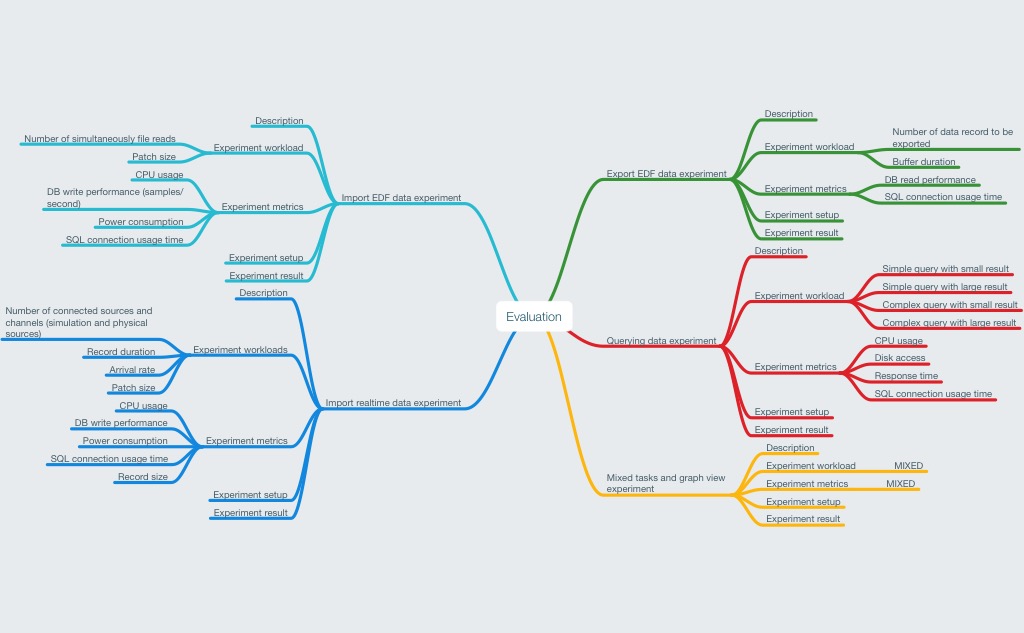 Evaluation
Import EDF data experiment
Description
Experiment workload
Number of simultaneously file reads
Patch size
Experiment metrics
CPU usage
DB write performance (samples/
second)
Power consumption
SQL connection usage time
Experiment setup
Experiment result
Import realtime data experiment
Description
Experiment workloads
Number of connected sources and
channels (simulation and physical
sources)
Record duration
Arrival rate
Patch size
Experiment metrics
CPU usage
DB write performance
Power consumption
SQL connection usage time
Record size
Experiment setup
Experiment result
Export EDF data experiment
Description
Experiment workload
Number of data record to be
exported
Buffer duration
Experiment metrics
DB read performance
SQL connection usage time
Experiment setup
Experiment result
Querying data experiment
Description
Experiment workload
Simple query with small result
Simple query with large result
Complex query with small result
Complex query with large result
Experiment metrics
CPU usage
Disk access
Response time
SQL connection usage time
Experiment setup
Experiment result
Mixed tasks and graph view
experiment
Description
Experiment workload
MIXED
Experiment metrics
MIXED
Experiment setup
Experiment result